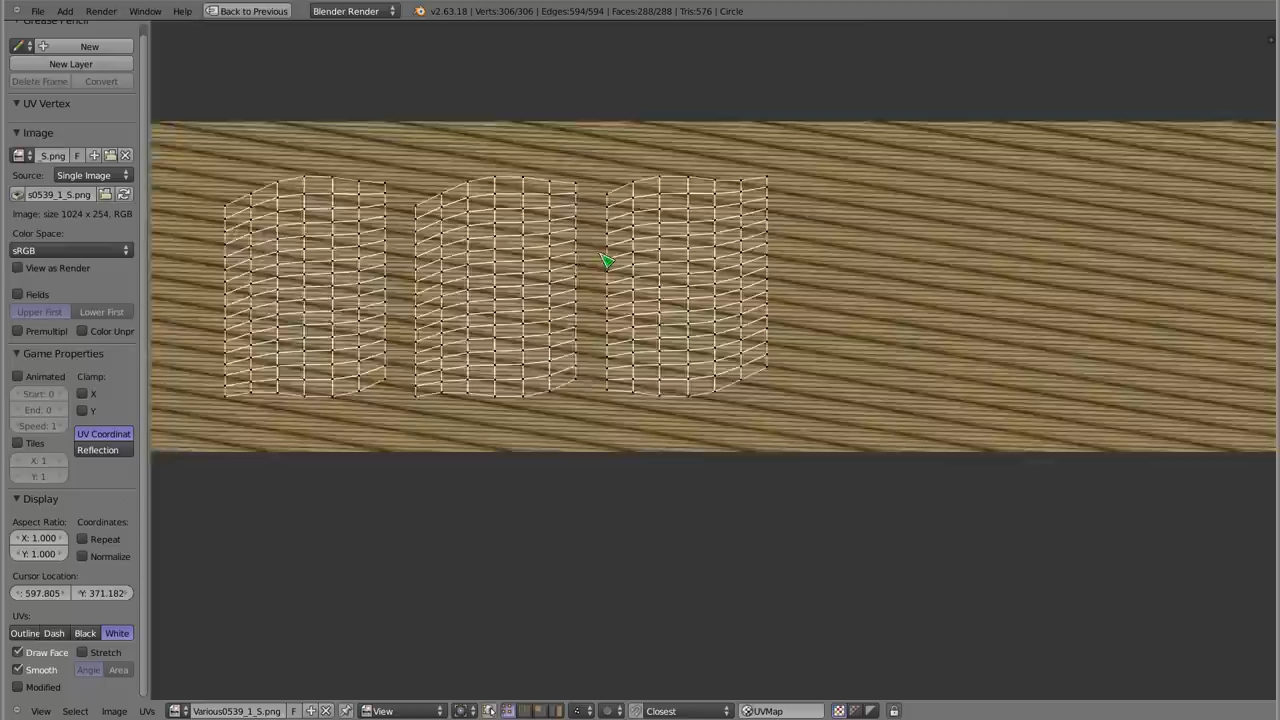 File Add Render Window Help Back to Previous Blender Render v2.63.18 | Verts:306/306 | Edges:594/594 | Faces:288/288 | Tris:576 | Circle
Grease Pencil
New
New Layer
Delete Frame Convert
UV Vertex
Image
_S.png F
Source: Single Image
s0539_1_S.png
Image: size 1024 x 254, RGB
Color Space:
sRGB
View as Render
Fields
Upper First Lower First
Premultipl Color Unpr
Game Properties
Animated Clamp:
Start: 0 X
End: 0 Y
Speed: 1
UV Coordinat
Tiles Reflection
X: 1
Y: 1
Display
Aspect Ratio: Coordinates:
X: 1.000 Repeat
Y: 1.000 Normalize
Cursor Location:
: 597.805 Y: 371.182
UVs:
Outline Dash Black White
Draw Face Stretch
Smooth Angle Area
Modified
View Select Image UVs Various0539_1_S.png F View Closest UVMap